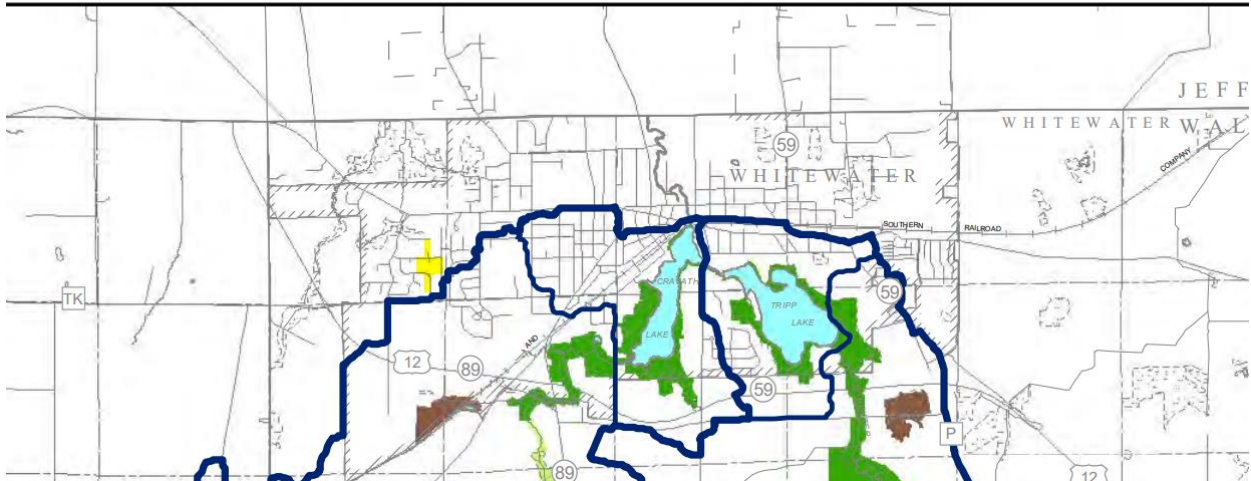 JEFF
WHITEWATER WAL
59
COMPANY
WHITEWATER
SOUTHERN
RAILROAD
CRAVATH
LAKE
TRIPP
LAKE
59
TK
AND
12
89
59
P
89
12